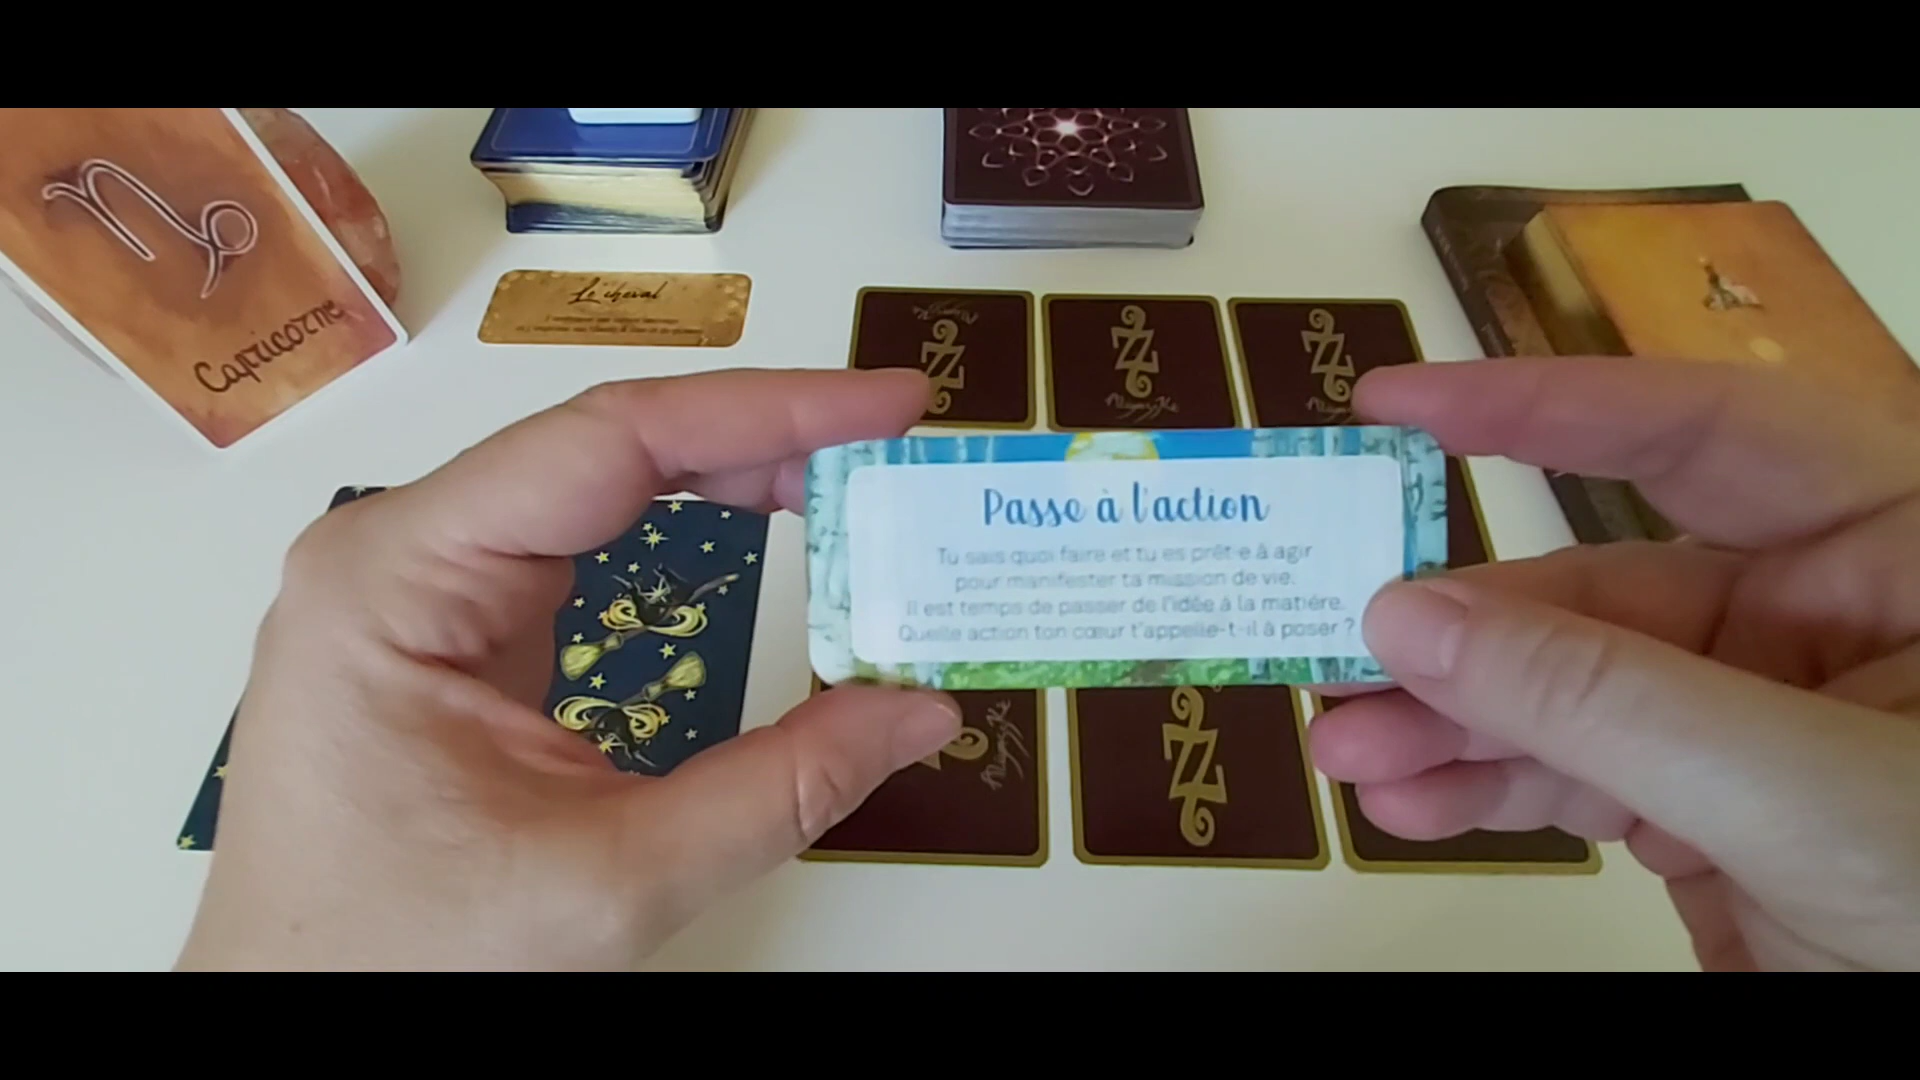 Capricorne
Le cheval
Passe à l'action
Tu sais quoi faire et tu es prêt·e à agir
pour manifester ta mission de vie.
Il est temps de passer de l'idée à la matière.
Quelle action ton cœur t'appelle-t-il à poser ?